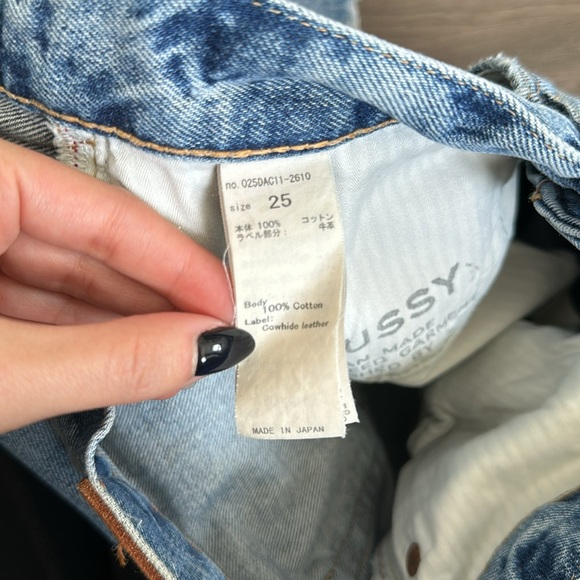 no. 025DAC11-2610
size 25
本体 100% コットン
ラベル部分: 牛革
Body
100% Cotton
Label:
Cowhide leather
MADE IN JAPAN
USSY